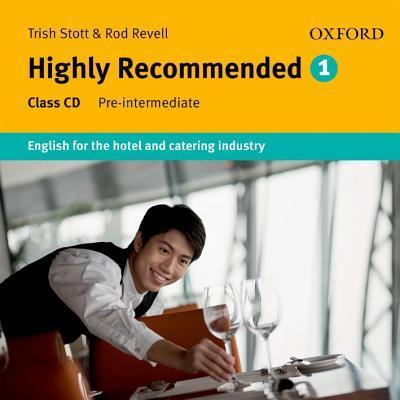 Trish Stott & Rod Revell
OXFORD
Highly Recommended 1
Class CD Pre-intermediate
English for the hotel and catering industry